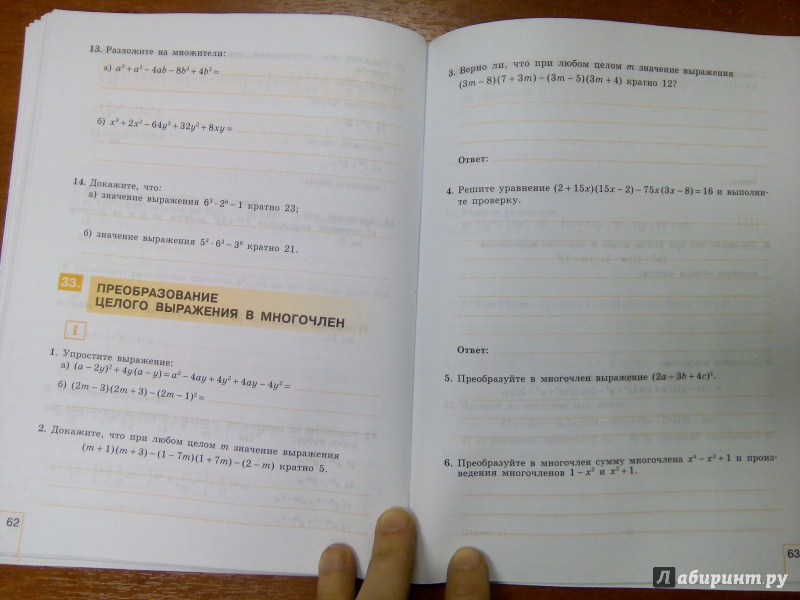 13. Разложите на множители:
а) a³ + a² − 4ab − 8b³ + 4b² =
б) x³ + 2x² − 64y³ + 32y² + 8xy =
14. Докажите, что:
а) значение выражения 6³ · 2⁶ − 1 кратно 23;
б) значение выражения 5³ · 6³ − 3⁶ кратно 21.
33. ПРЕОБРАЗОВАНИЕ
ЦЕЛОГО ВЫРАЖЕНИЯ В МНОГОЧЛЕН
I
1. Упростите выражение:
а) (a − 2y)² + 4y(a − y) = a² − 4ay + 4y² + 4ay − 4y² =
б) (2m − 3)(2m + 3) − (2m − 1)² =
2. Докажите, что при любом целом m значение выражения
(m + 1)(m + 3) − (1 − 7m)(1 + 7m) − (2 − m) кратно 5.
62
3. Верно ли, что при любом целом m значение выражения
(3m − 8)(7 + 3m) − (3m − 5)(3m + 4) кратно 12?
Ответ:
4. Решите уравнение (2 + 15x)(15x − 2) − 75x(3x − 8) = 16 и выполни-
те проверку.
Ответ:
5. Преобразуйте в многочлен выражение (2a − 3b + 4c)².
6. Преобразуйте в многочлен сумму многочлена x⁴ − x² + 1 и произ-
ведения многочленов 1 − x² и x² + 1.
63
Лабиринт.ру